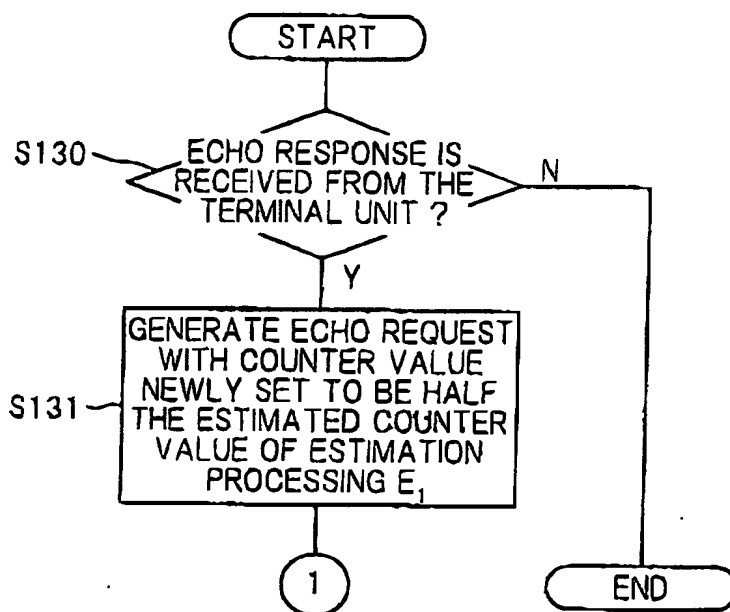 START
S130
ECHO RESPONSE IS
RECEIVED FROM THE
TERMINAL UNIT ?
N
Y
S131
GENERATE ECHO REQUEST
WITH COUNTER VALUE
NEWLY SET TO BE HALF
THE ESTIMATED COUNTER
VALUE OF ESTIMATION
PROCESSING E₁
1
END